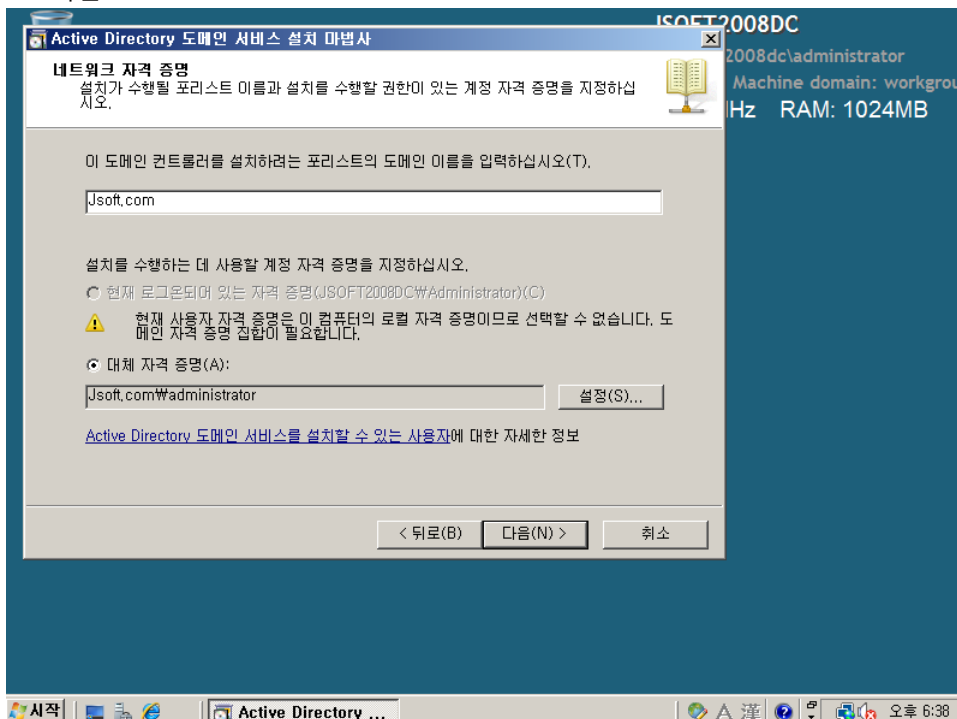 JSOFT2008DC
Active Directory 도메인 서비스 설치 마법사
2008dc\administrator
네트워크 자격 증명
설치가 수행될 포리스트 이름과 설치를 수행할 권한이 있는 계정 자격 증명을 지정하십
시오.
Machine domain: workgrou
Hz RAM: 1024MB
이 도메인 컨트롤러를 설치하려는 포리스트의 도메인 이름을 입력하십시오(T).
Jsoft.com
설치를 수행하는 데 사용할 계정 자격 증명을 지정하십시오.
현재 로그온되어 있는 자격 증명(JSOFT2008DC₩Administrator)(C)
현재 사용자 자격 증명은 이 컴퓨터의 로컬 자격 증명이므로 선택할 수 없습니다. 도
메인 자격 증명 집합이 필요합니다.
대체 자격 증명(A):
Jsoft.com₩administrator
설정(S)...
Active Directory 도메인 서비스를 설치할 수 있는 사용자에 대한 자세한 정보
< 뒤로(B) 다음(N) > 취소
시작 Active Directory ... A 漢 오후 6:38